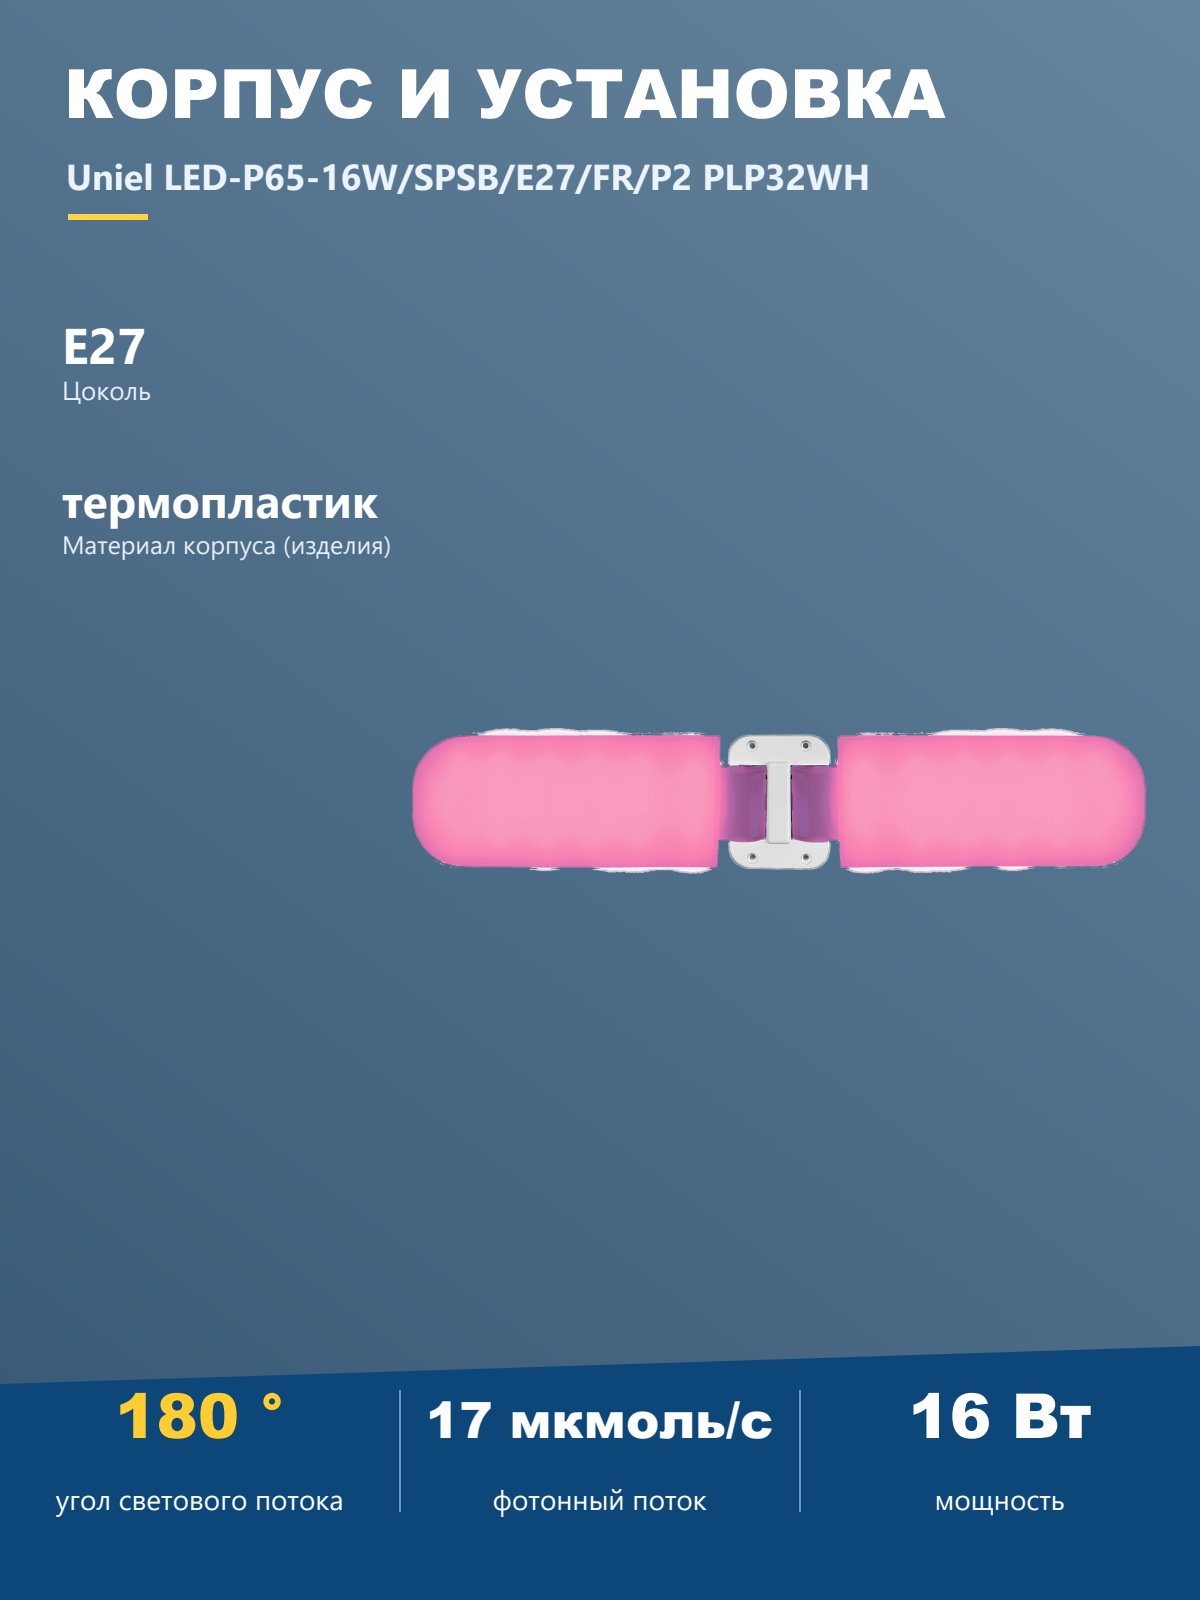 КОРПУС И УСТАНОВКА
Uniel LED-P65-16W/SPSB/E27/FR/P2 PLP32WH
E27
Цоколь
термопластик
Материал корпуса (изделия)
180 °
угол светового потока
17 мкмоль/с
фотонный поток
16 Вт
мощность